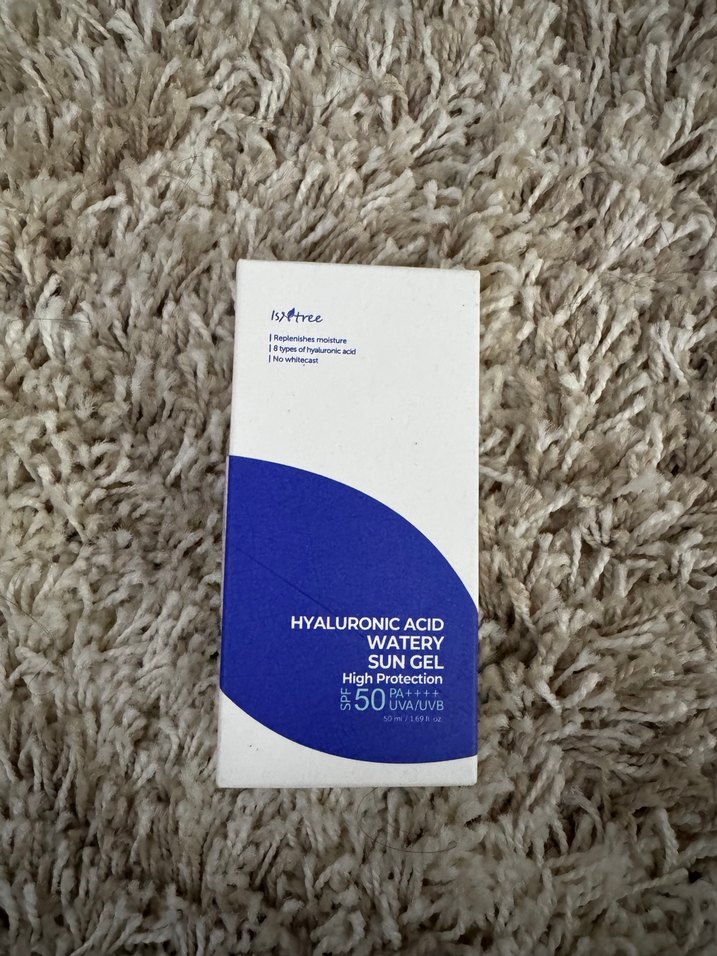 Isntree
Replenishes moisture
8 types of hyaluronic acid
No whitecast
HYALURONIC ACID
WATERY
SUN GEL
High Protection
SPF 50 PA++++
UVA/UVB
50 ml / 1.69 fl. oz.